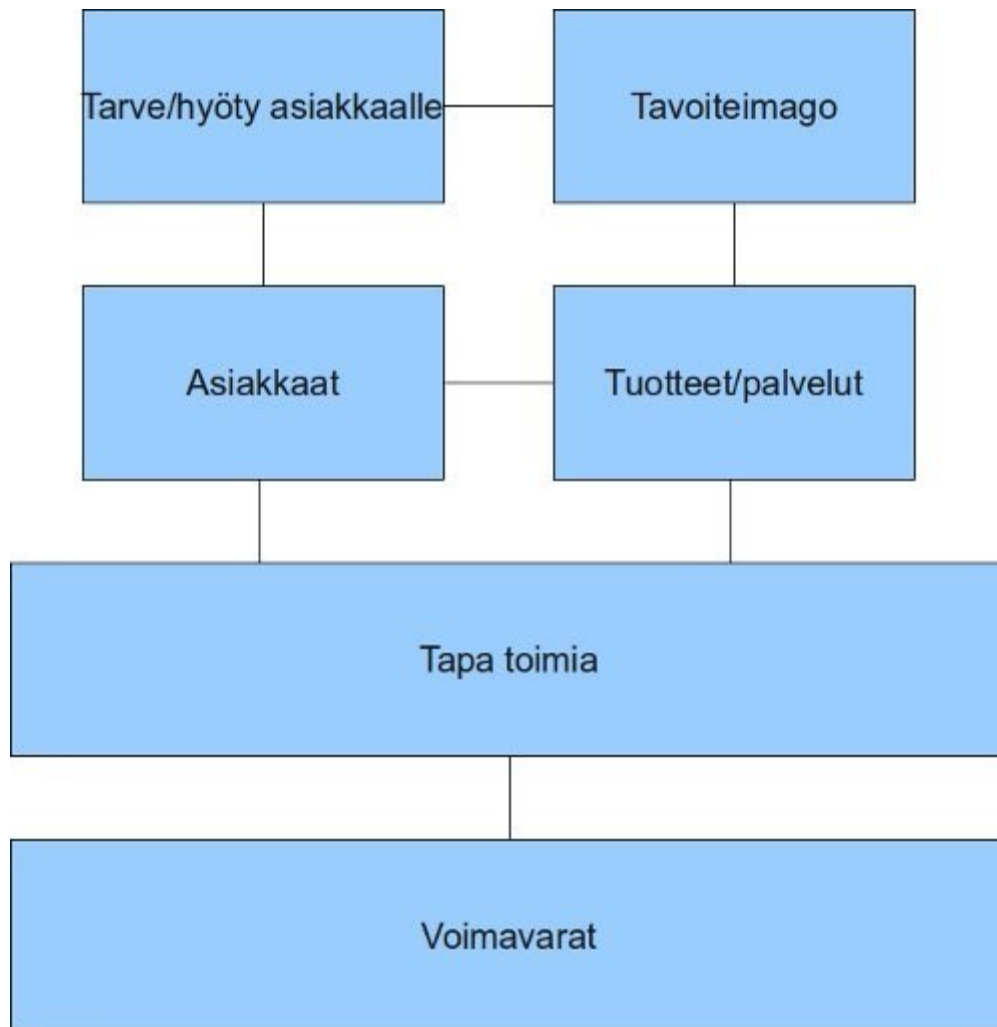 Tarve/hyöty asiakkaalle
Tavoiteimago
Asiakkaat
Tuotteet/palvelut
Tapa toimia
Voimavarat